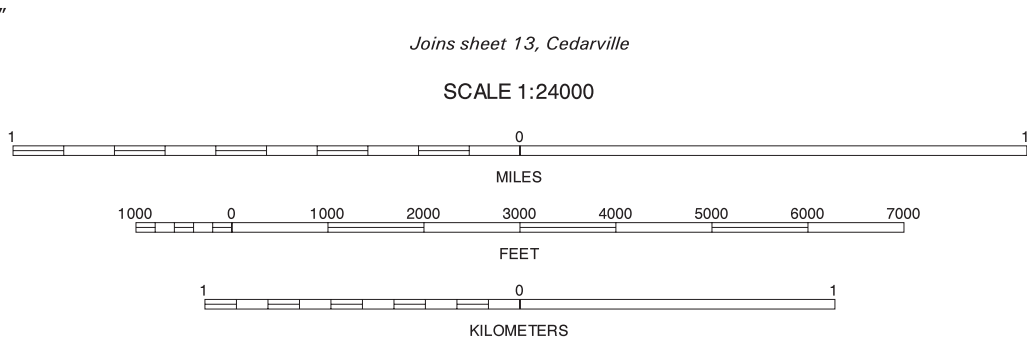 "
Joins sheet 13, Cedarville
SCALE 1:24000
1 0 1
MILES
1000 0 1000 2000 3000 4000 5000 6000 7000
FEET
1 0 1
KILOMETERS